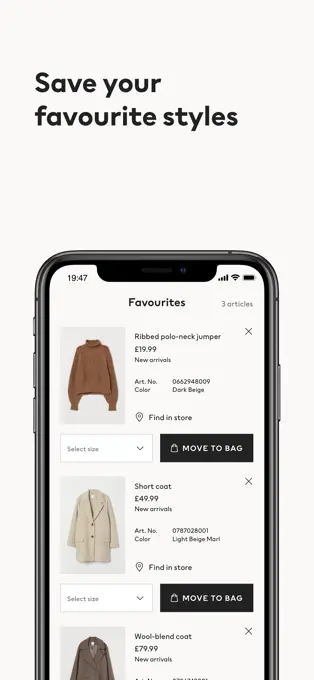 Save your
favourite styles
19:47
Favourites
3 articles
Ribbed polo-neck jumper
£19.99
New arrivals
Art. No. 0662948009
Color Dark Beige
Find in store
Select size
MOVE TO BAG
Short coat
£49.99
New arrivals
Art. No. 0787028001
Color Light Beige Marl
Find in store
Select size
MOVE TO BAG
Wool-blend coat
£79.99
New arrivals